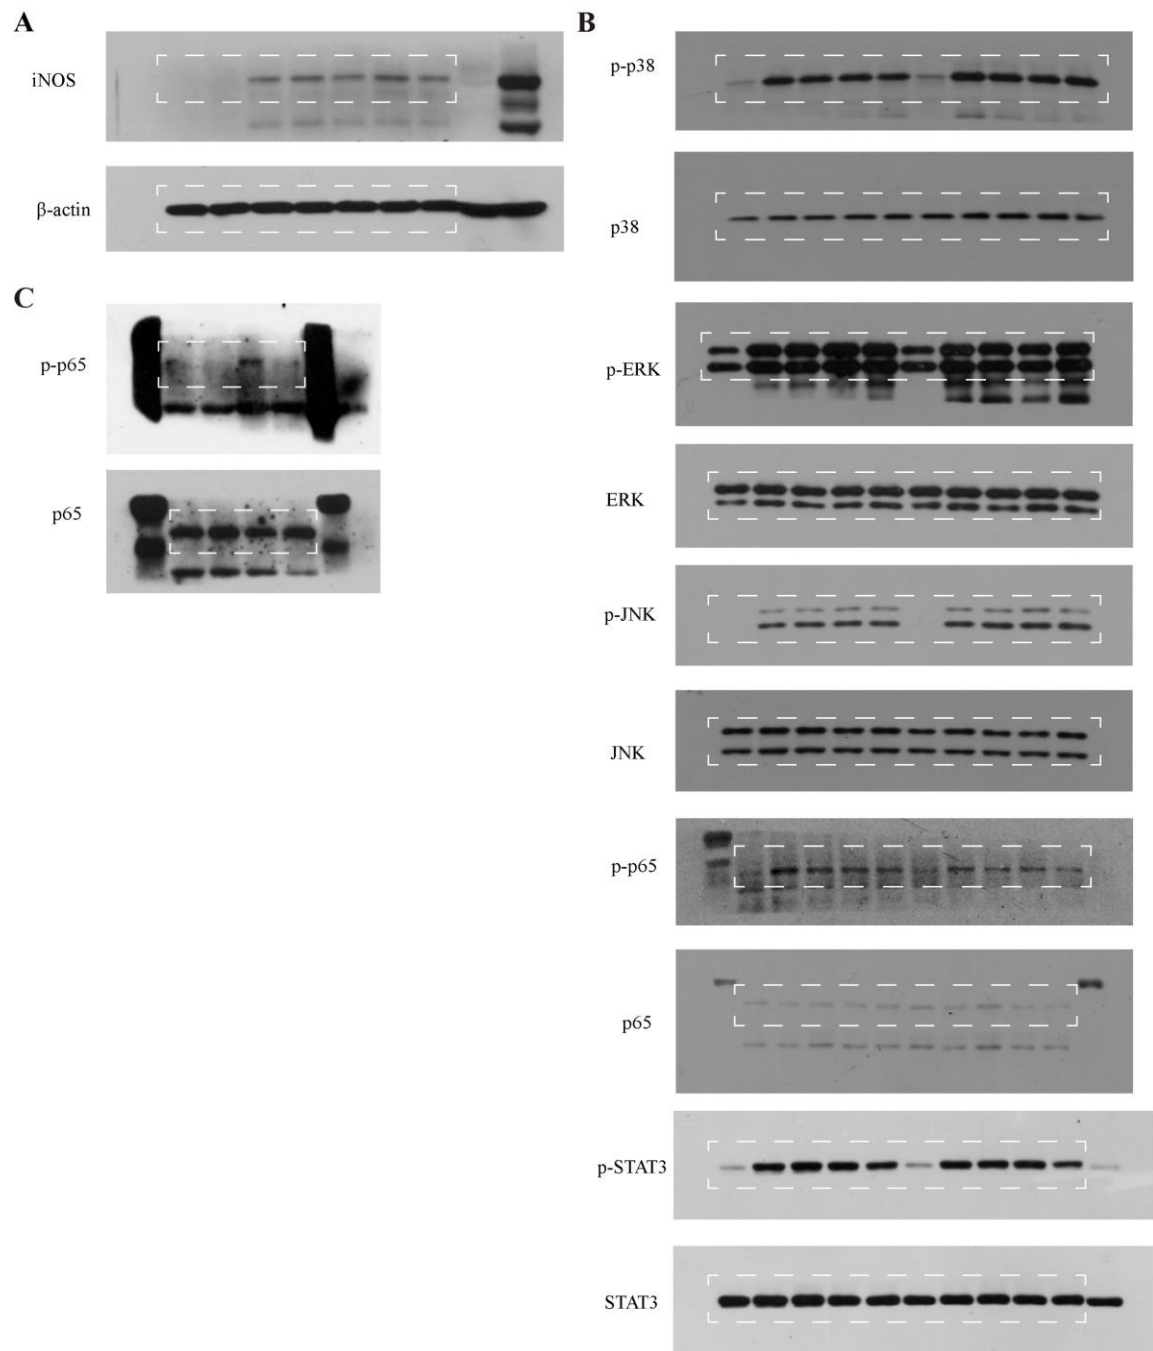 A
iNOS
β-actin
C
p-p65
p65
B
p-p38
p38
p-ERK
ERK
p-JNK
JNK
p-p65
p65
p-STAT3
STAT3